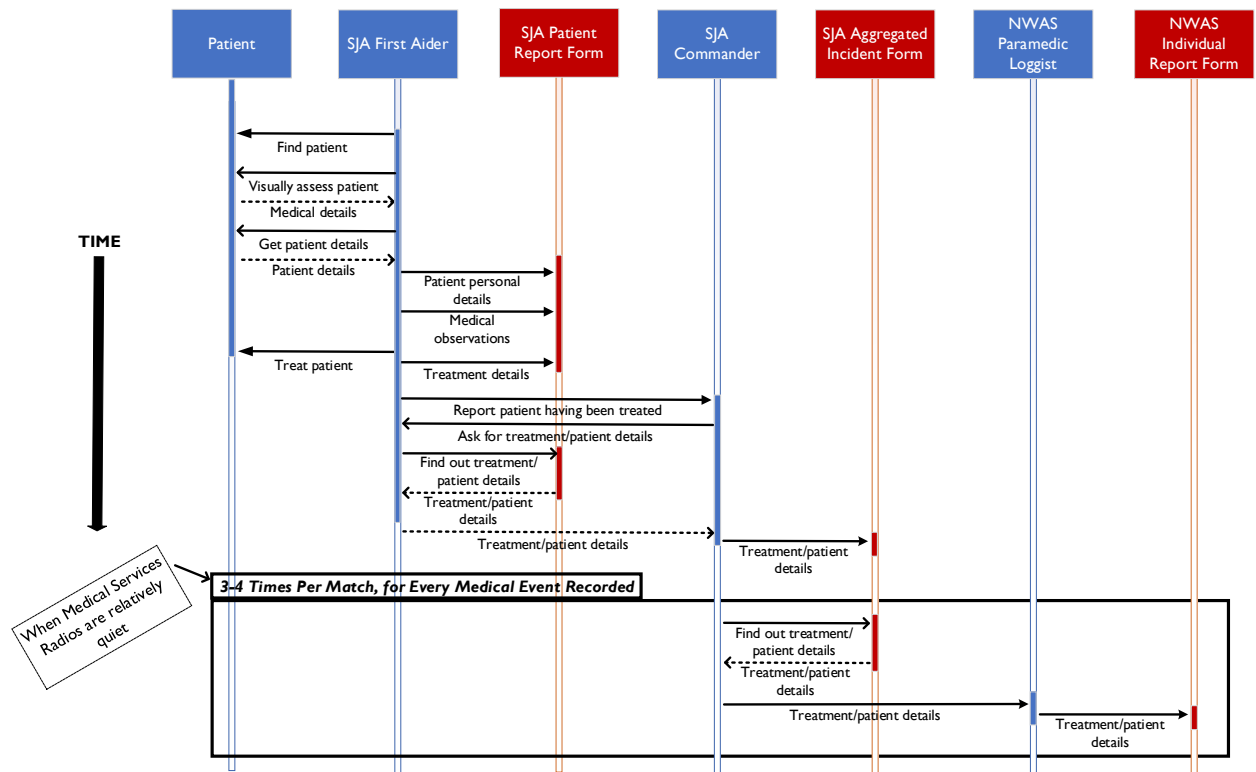 Patient
SJA First Aider
SJA Patient
Report Form
SJA
Commander
SJA Aggregated
Incident Form
NWAS
Paramedic
Loggist
NWAS
Individual
Report Form
Find patient
Visually assess patient
Medical details
Get patient details
Patient details
TIME
Patient personal
details
Medical
observations
Treat patient
Treatment details
Report patient having been treated
Ask for treatment/patient details
Find out treatment/
patient details
Treatment/patient
details
Treatment/patient details
Treatment/patient
details
When Medical Services
Radios are relatively
quiet
3-4 Times Per Match, for Every Medical Event Recorded
Find out treatment/
patient details
Treatment/patient
details
Treatment/patient details
Treatment/patient
details